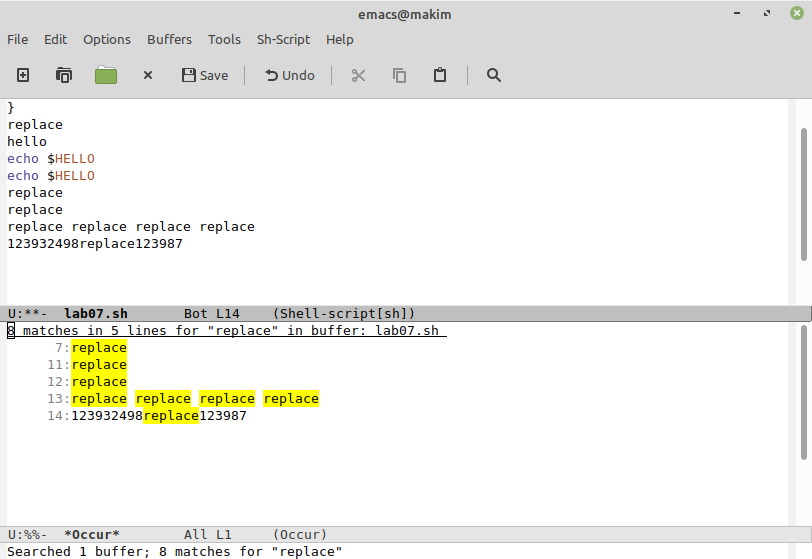 emacs@makim
File Edit Options Buffers Tools Sh-Script Help
Save Undo
}
replace
hello
echo $HELLO
echo $HELLO
replace
replace
replace replace replace replace
123932498replace123987
U:**- lab07.sh Bot L14 (Shell-script[sh])
8 matches in 5 lines for "replace" in buffer: lab07.sh
7:replace
11:replace
12:replace
13:replace replace replace replace
14:123932498replace123987
U:%%- *Occur* All L1 (Occur)
Searched 1 buffer; 8 matches for "replace"